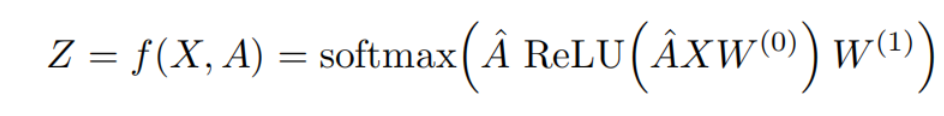 Z = f(X, A) = softmax(Â ReLU(ÂXW⁽⁰⁾) W⁽¹⁾)